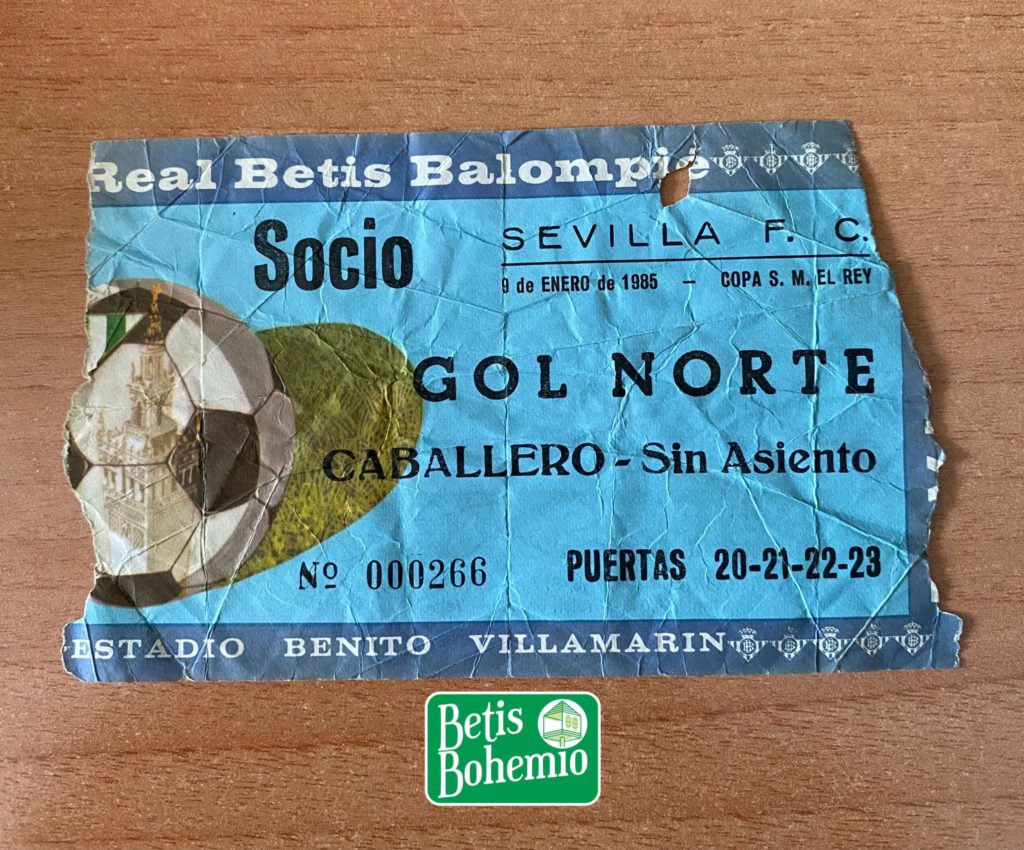 Real Betis Balompié
Socio
SEVILLA F. C.
9 de ENERO de 1985 - COPA S. M. EL REY
GOL NORTE
CABALLERO - Sin Asiento
Nº 000266
PUERTAS 20-21-22-23
ESTADIO BENITO VILLAMARIN
Betis
Bohemio